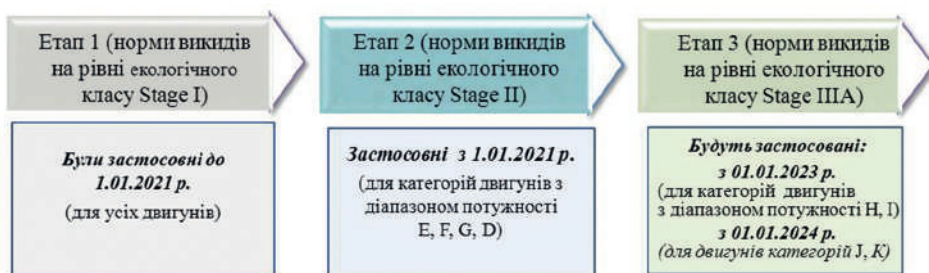 Етап 1 (норми викидів
на рівні екологічного
класу Stage I)
Були застосовні до
1.01.2021 р.
(для усіх двигунів)
Етап 2 (норми викидів
на рівні екологічного
класу Stage II)
Застосовні з 1.01.2021 р.
(для категорій двигунів з
діапазоном потужності
E, F, G, D)
Етап 3 (норми викидів
на рівні екологічного
класу Stage IIIA)
Будуть застосовані:
з 01.01.2023 р.
(для категорій двигунів
з діапазоном потужності H, I)
з 01.01.2024 р.
(для двигунів категорій J, K)